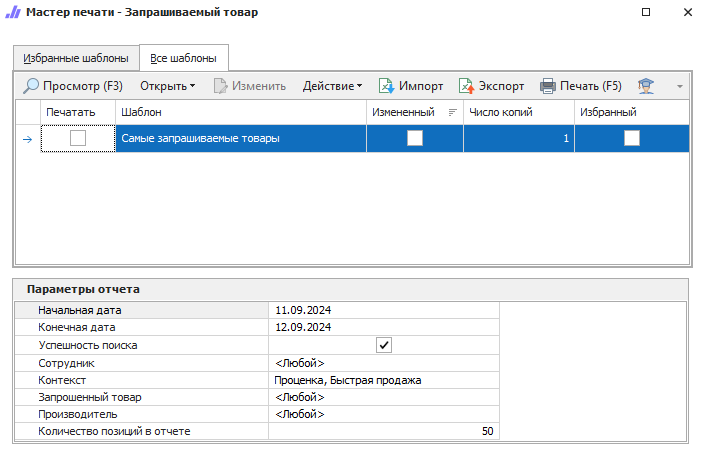 Мастер печати - Запрашиваемый товар
Избранные шаблоны Все шаблоны
Просмотр (F3) Открыть Изменить Действие Импорт Экспорт Печать (F5)
Печатать Шаблон Измененный Число копий Избранный
Самые запрашиваемые товары 1
Параметры отчета
Начальная дата 11.09.2024
Конечная дата 12.09.2024
Успешность поиска
Сотрудник <Любой>
Контекст Проценка, Быстрая продажа
Запрошенный товар <Любой>
Производитель <Любой>
Количество позиций в отчете 50